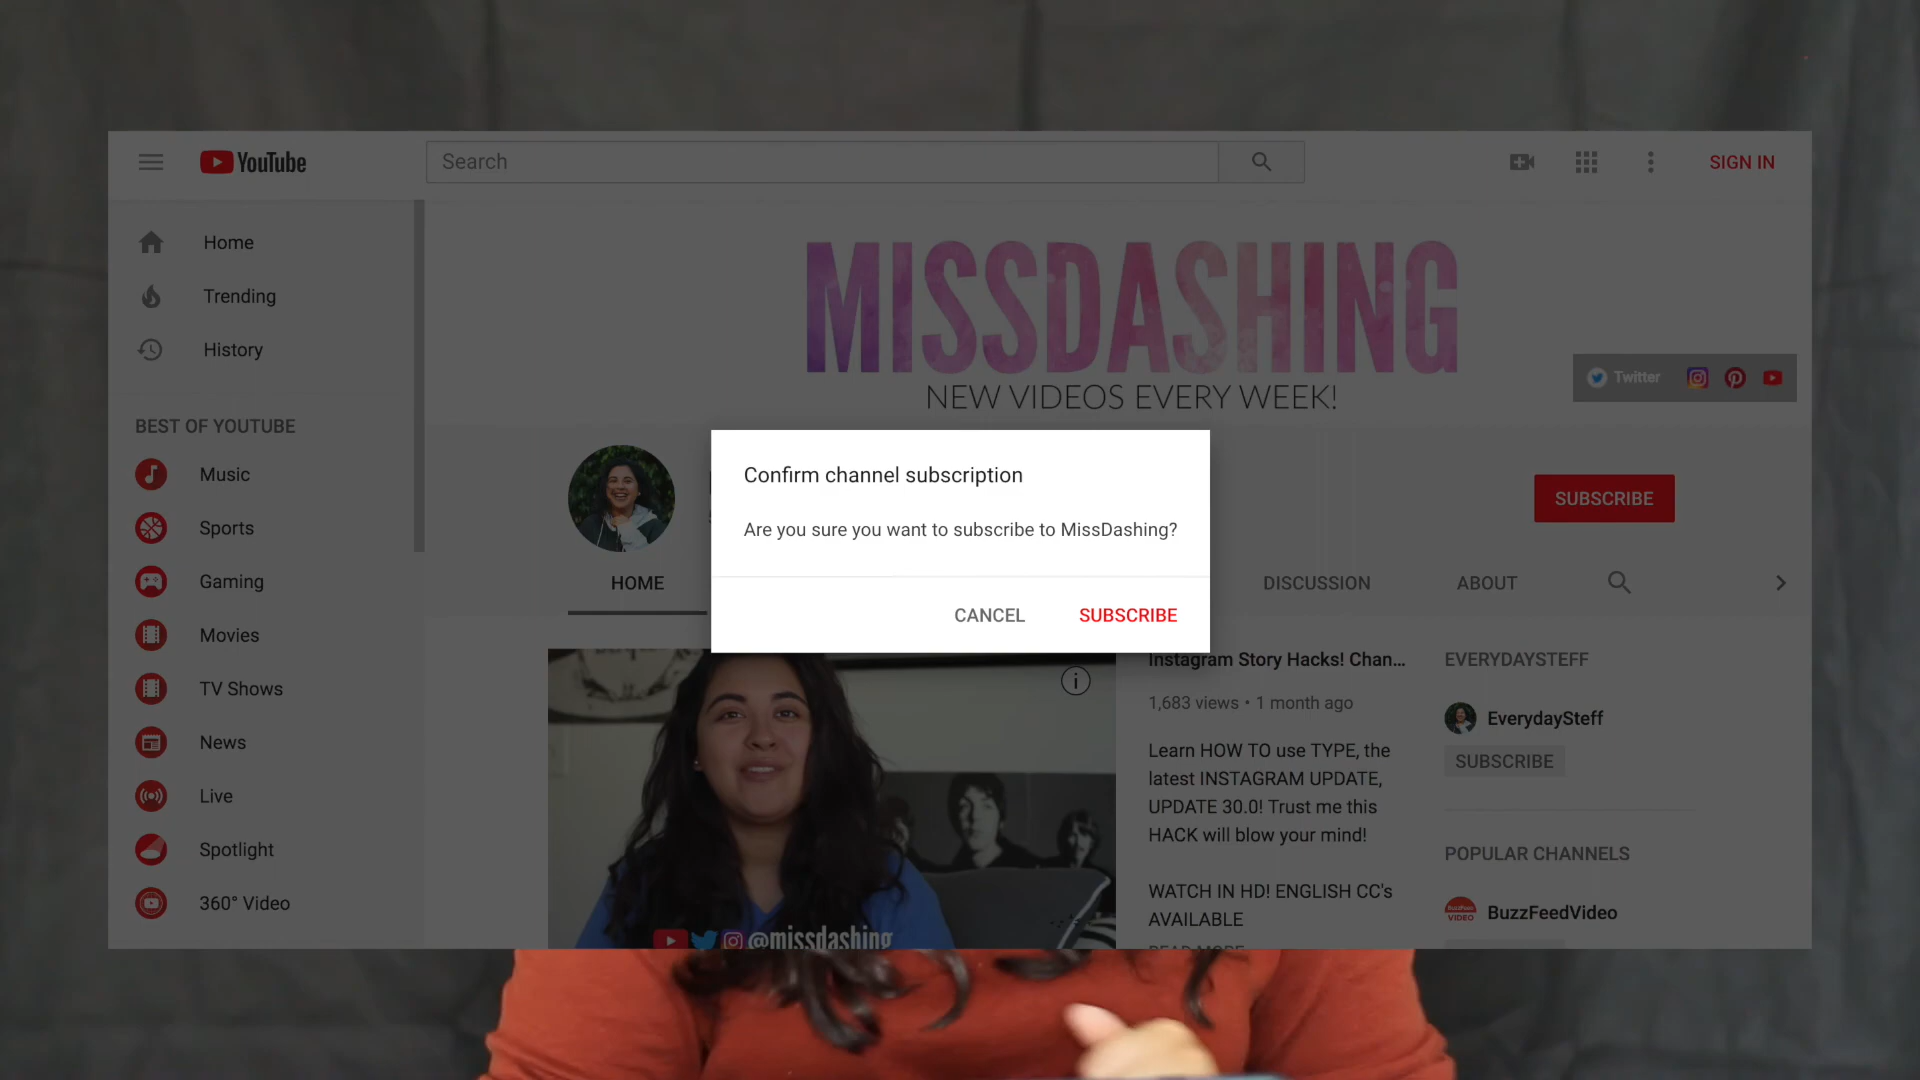 YouTube
Search
SIGN IN
Home
Trending
History
BEST OF YOUTUBE
Music
Sports
Gaming
Movies
TV Shows
News
Live
Spotlight
360° Video
MISSDASHING
NEW VIDEOS EVERY WEEK!
Twitter
Confirm channel subscription
Are you sure you want to subscribe to MissDashing?
CANCEL
SUBSCRIBE
SUBSCRIBE
HOME
DISCUSSION
ABOUT
@missdashing
Instagram Story Hacks! Chan...
1,683 views • 1 month ago
Learn HOW TO use TYPE, the
latest INSTAGRAM UPDATE,
UPDATE 30.0! Trust me this
HACK will blow your mind!
WATCH IN HD! ENGLISH CC's
AVAILABLE
READ MORE
EVERYDAYSTEFF
EverydaySteff
SUBSCRIBE
POPULAR CHANNELS
BuzzFeed
VIDEO
BuzzFeedVideo